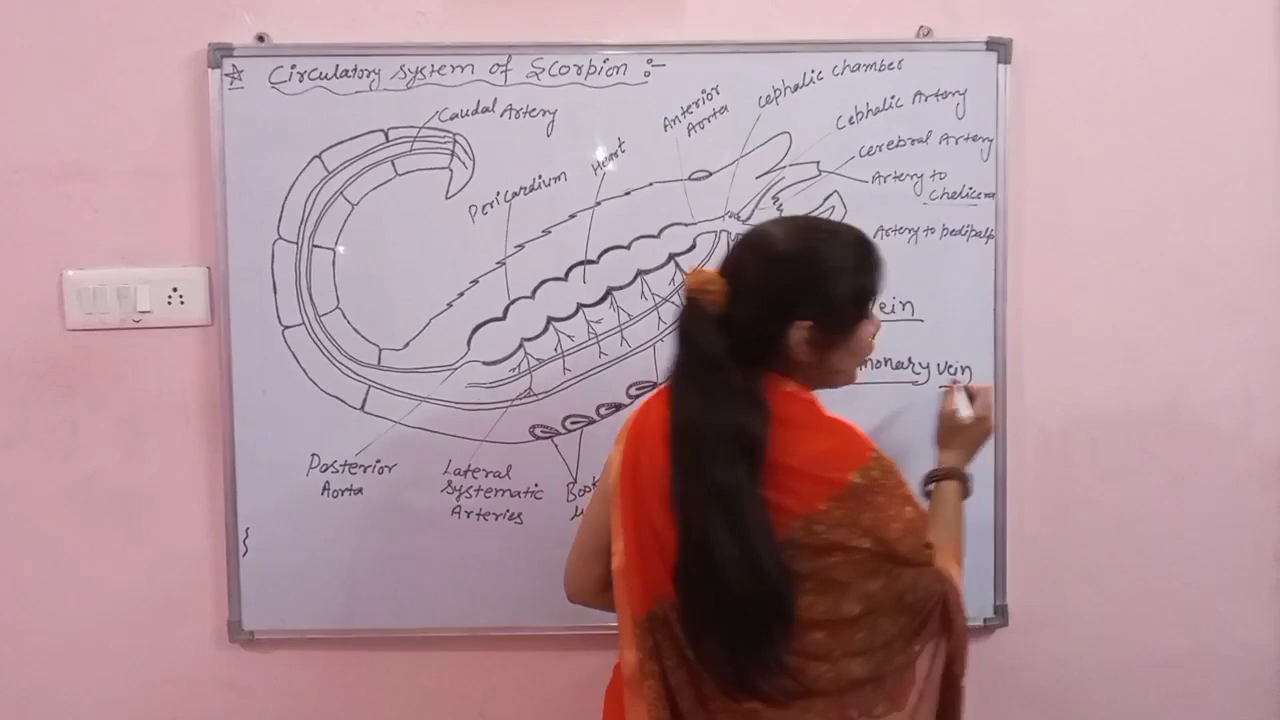 ☆ Circulatory system of Scorpion :-
Caudal Artery
Pericardium
Heart
Anterior
Aorta
cephalic chamber
cephalic Artery
cerebral Artery
Artery to
chelicera
Artery to pedipalp
vein
Posterior
Aorta
Lateral
systematic
Arteries